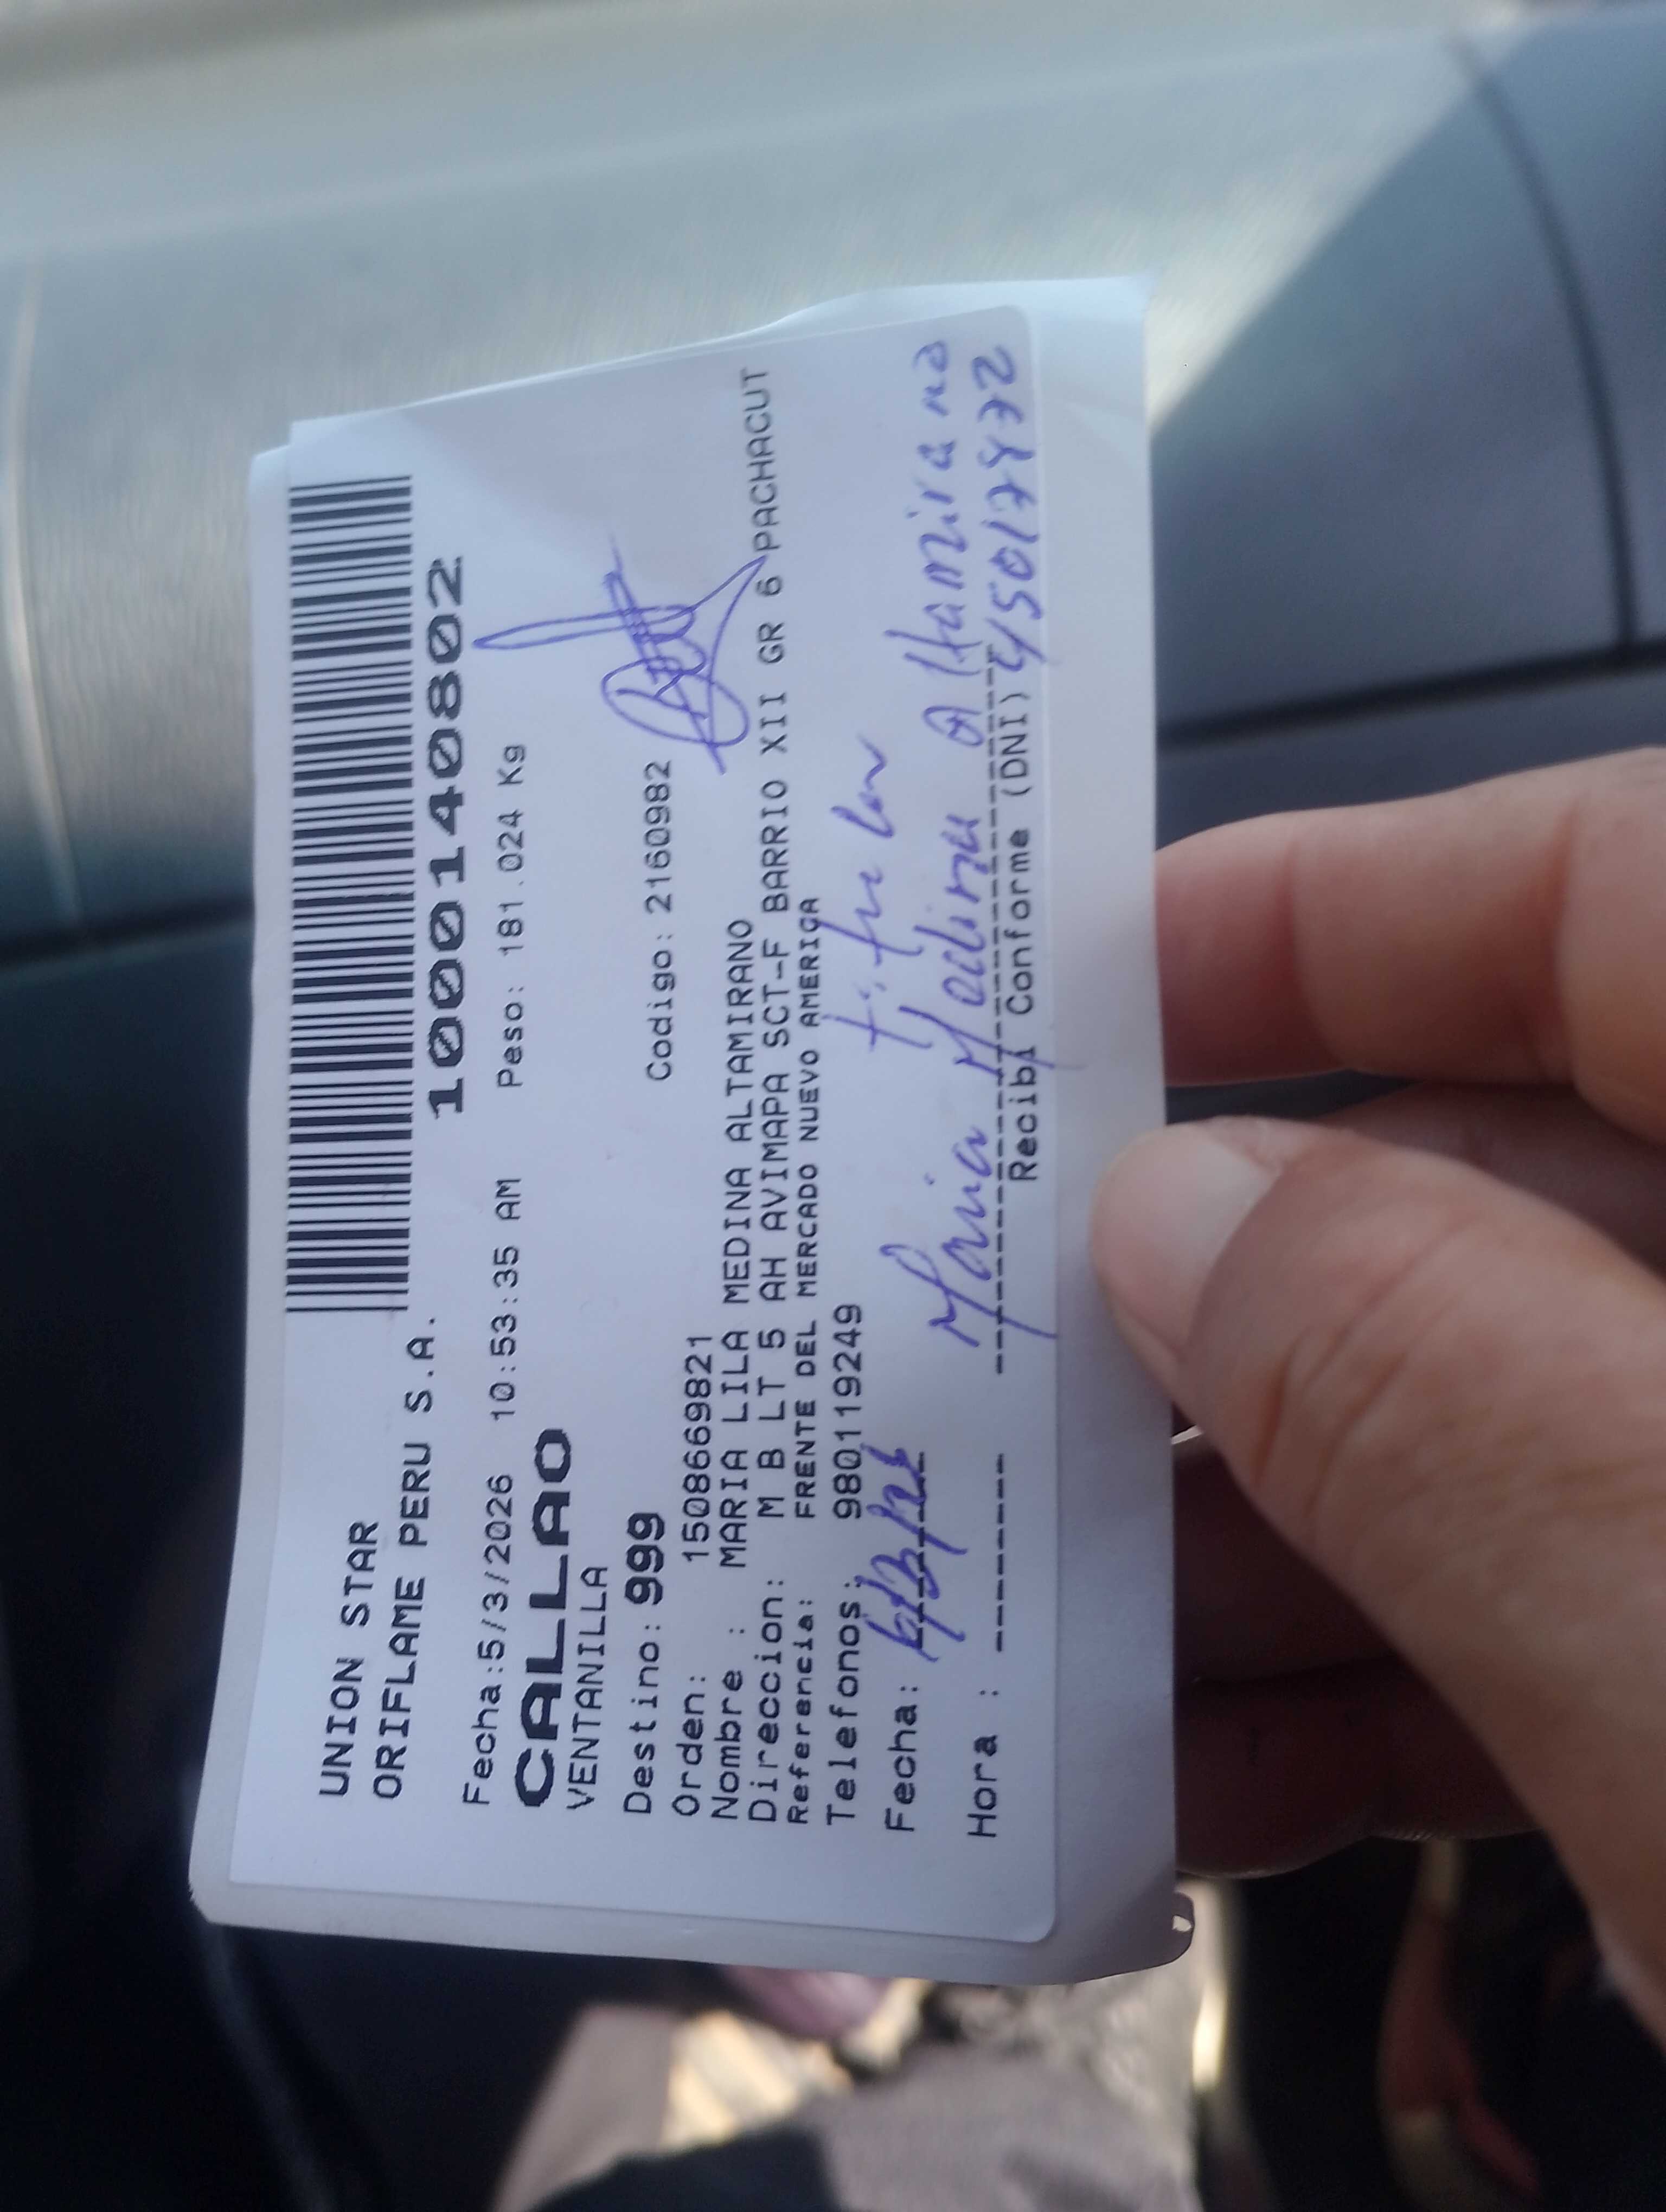 UNION STAR
ORIFLAME PERU S.A.
1000140802
Fecha:5/3/2026 10:53:35 AM Peso: 181.024 Kg
CALLAO
VENTANILLA
Destino: 999 Codigo: 2160982
Orden: 1508669821
Nombre : MARIA LILA MEDINA ALTAMIRANO
Direccion: M B LT 5 AH AVIMAPA SCT-F BARRIO XII GR 6 PACHACUT
Referencia: FRENTE DEL MERCADO NUEVO AMERICA
Telefonos: 980119249
titular
Fecha:
Maria Medina Altamirano
Hora :
Recibi Conforme (DNI) 45017872